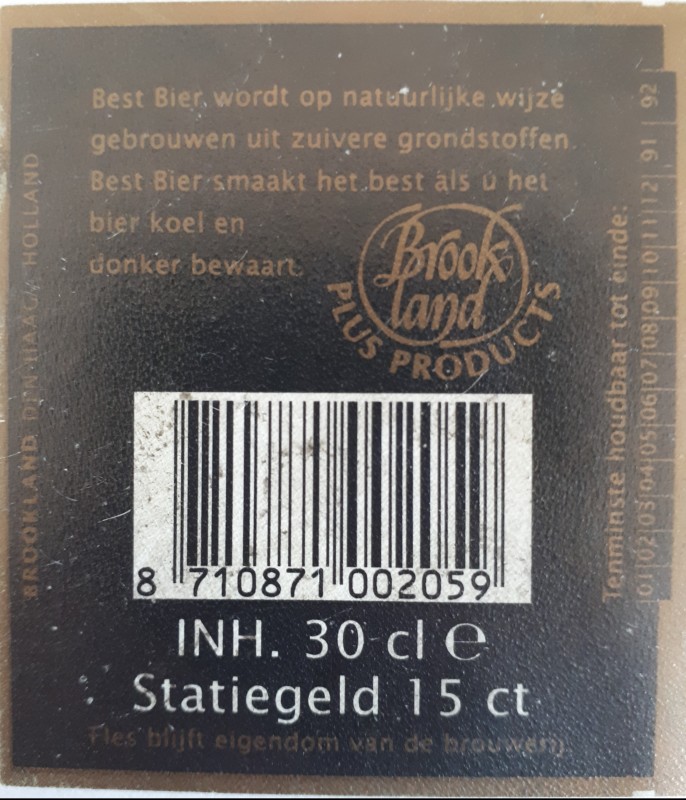 Best Bier wordt op natuurlijke wijze
gebrouwen uit zuivere grondstoffen
Best Bier smaakt het best als u het
bier koel en
donker bewaart.
Brook
land
PLUS PRODUCTS
BROOKLAND DEN HAAG HOLLAND
Tenminste houdbaar tot einde:
01|02|03|04|05|06|07|08|09|10|11|12| 91 | 92
8 710871 002059
INH. 30 cl e
Statiegeld 15 ct
Fles blijft eigendom van de brouwerij.